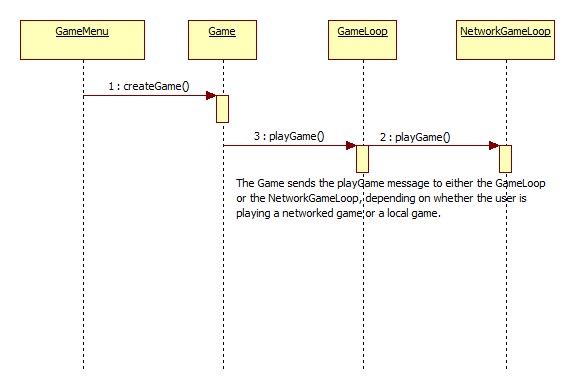 GameMenu
Game
GameLoop
NetworkGameLoop
1 : createGame()
3 : playGame()
2 : playGame()
The Game sends the playGame message to either the GameLoop
or the NetworkGameLoop, depending on whether the user is
playing a networked game or a local game.